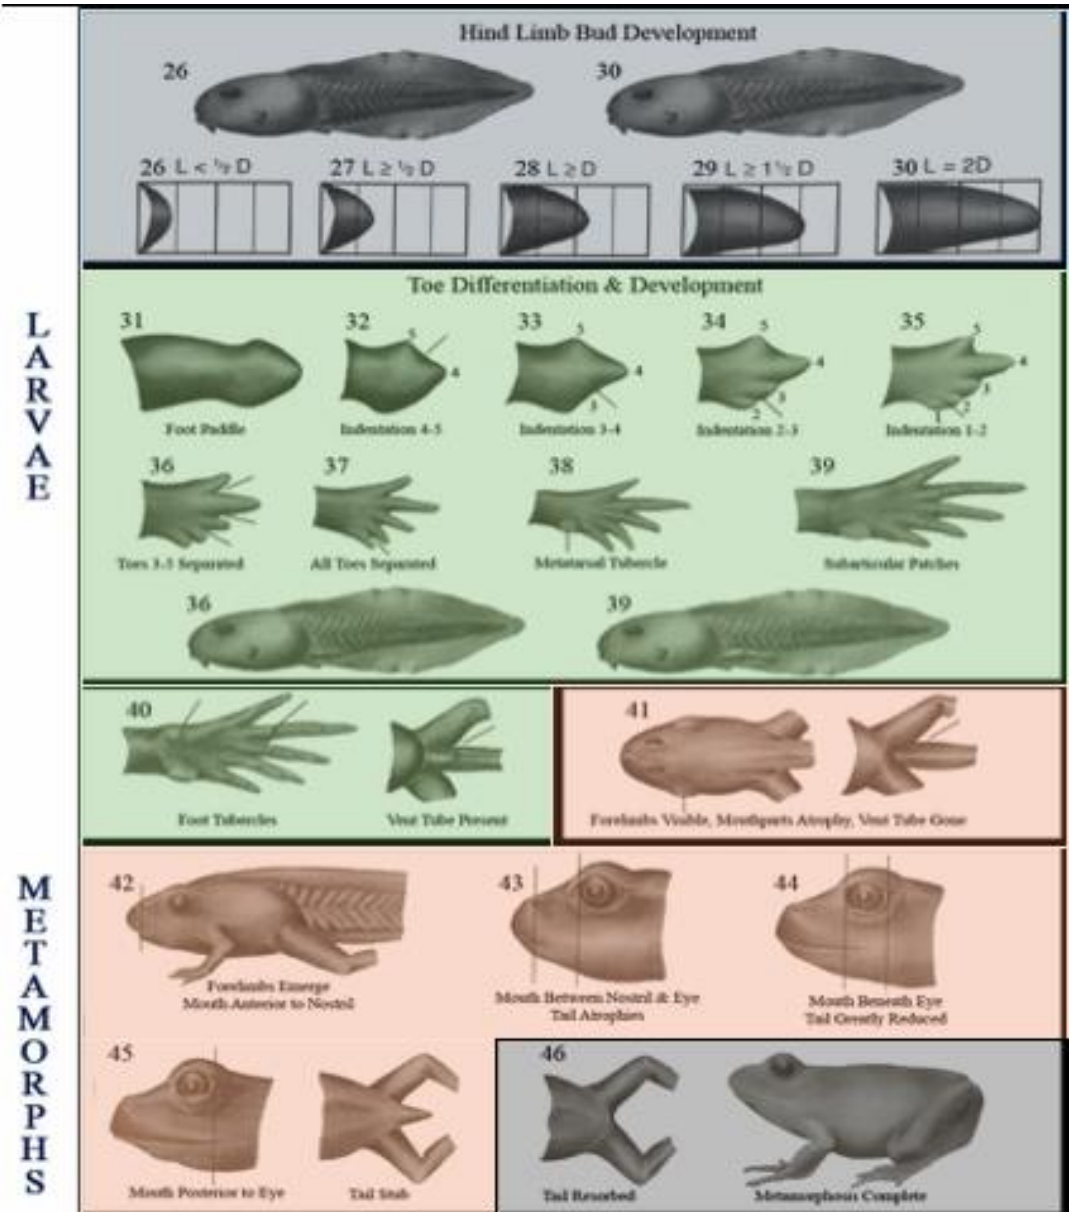 Hind Limb Bud Development
26 30
26 L < ½ D 27 L ≥ ½ D 28 L ≥ D 29 L ≥ 1 ½ D 30 L = 2D
LARVAE
Toe Differentiation & Development
31 32 33 34 35
5 5 5 5
4 4 4 4
3 3 3
2 2
1
Foot Paddle Indentation 4-5 Indentation 3-4 Indentation 2-3 Indentation 1-2
36 37 38 39
Toes 3-5 Separated All Toes Separated Metatarsal Tubercle Subarticular Patches
36 39
40 41
Foot Tubercles Vent Tube Present Forelimbs Visible, Mouthparts Atrophy, Vent Tube Gone
METAMORPHS
42 43 44
Forelimbs Emerge
Mouth Anterior to Nostril
Mouth Between Nostril & Eye
Tail Atrophies
Mouth Beneath Eye
Tail Greatly Reduced
45 46
Mouth Posterior to Eye Tail Stub Tail Resorbed Metamorphosis Complete